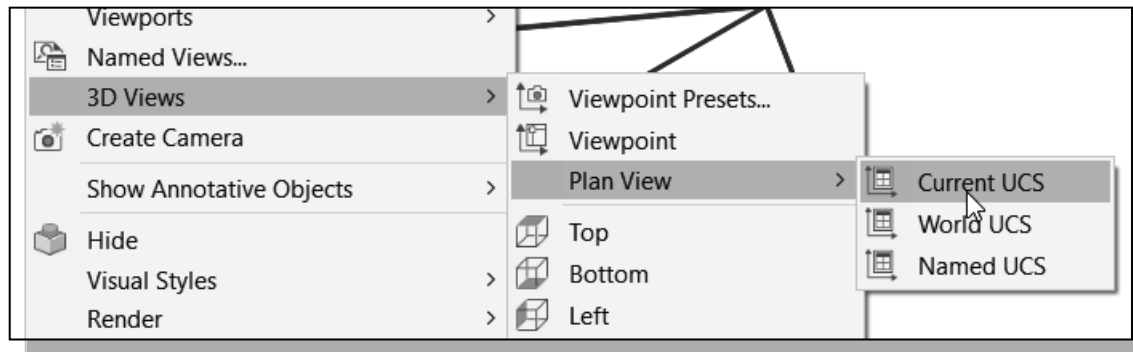 Viewports
Named Views...
3D Views
Create Camera
Show Annotative Objects
Hide
Visual Styles
Render
Viewpoint Presets...
Viewpoint
Plan View
Top
Bottom
Left
Current UCS
World UCS
Named UCS